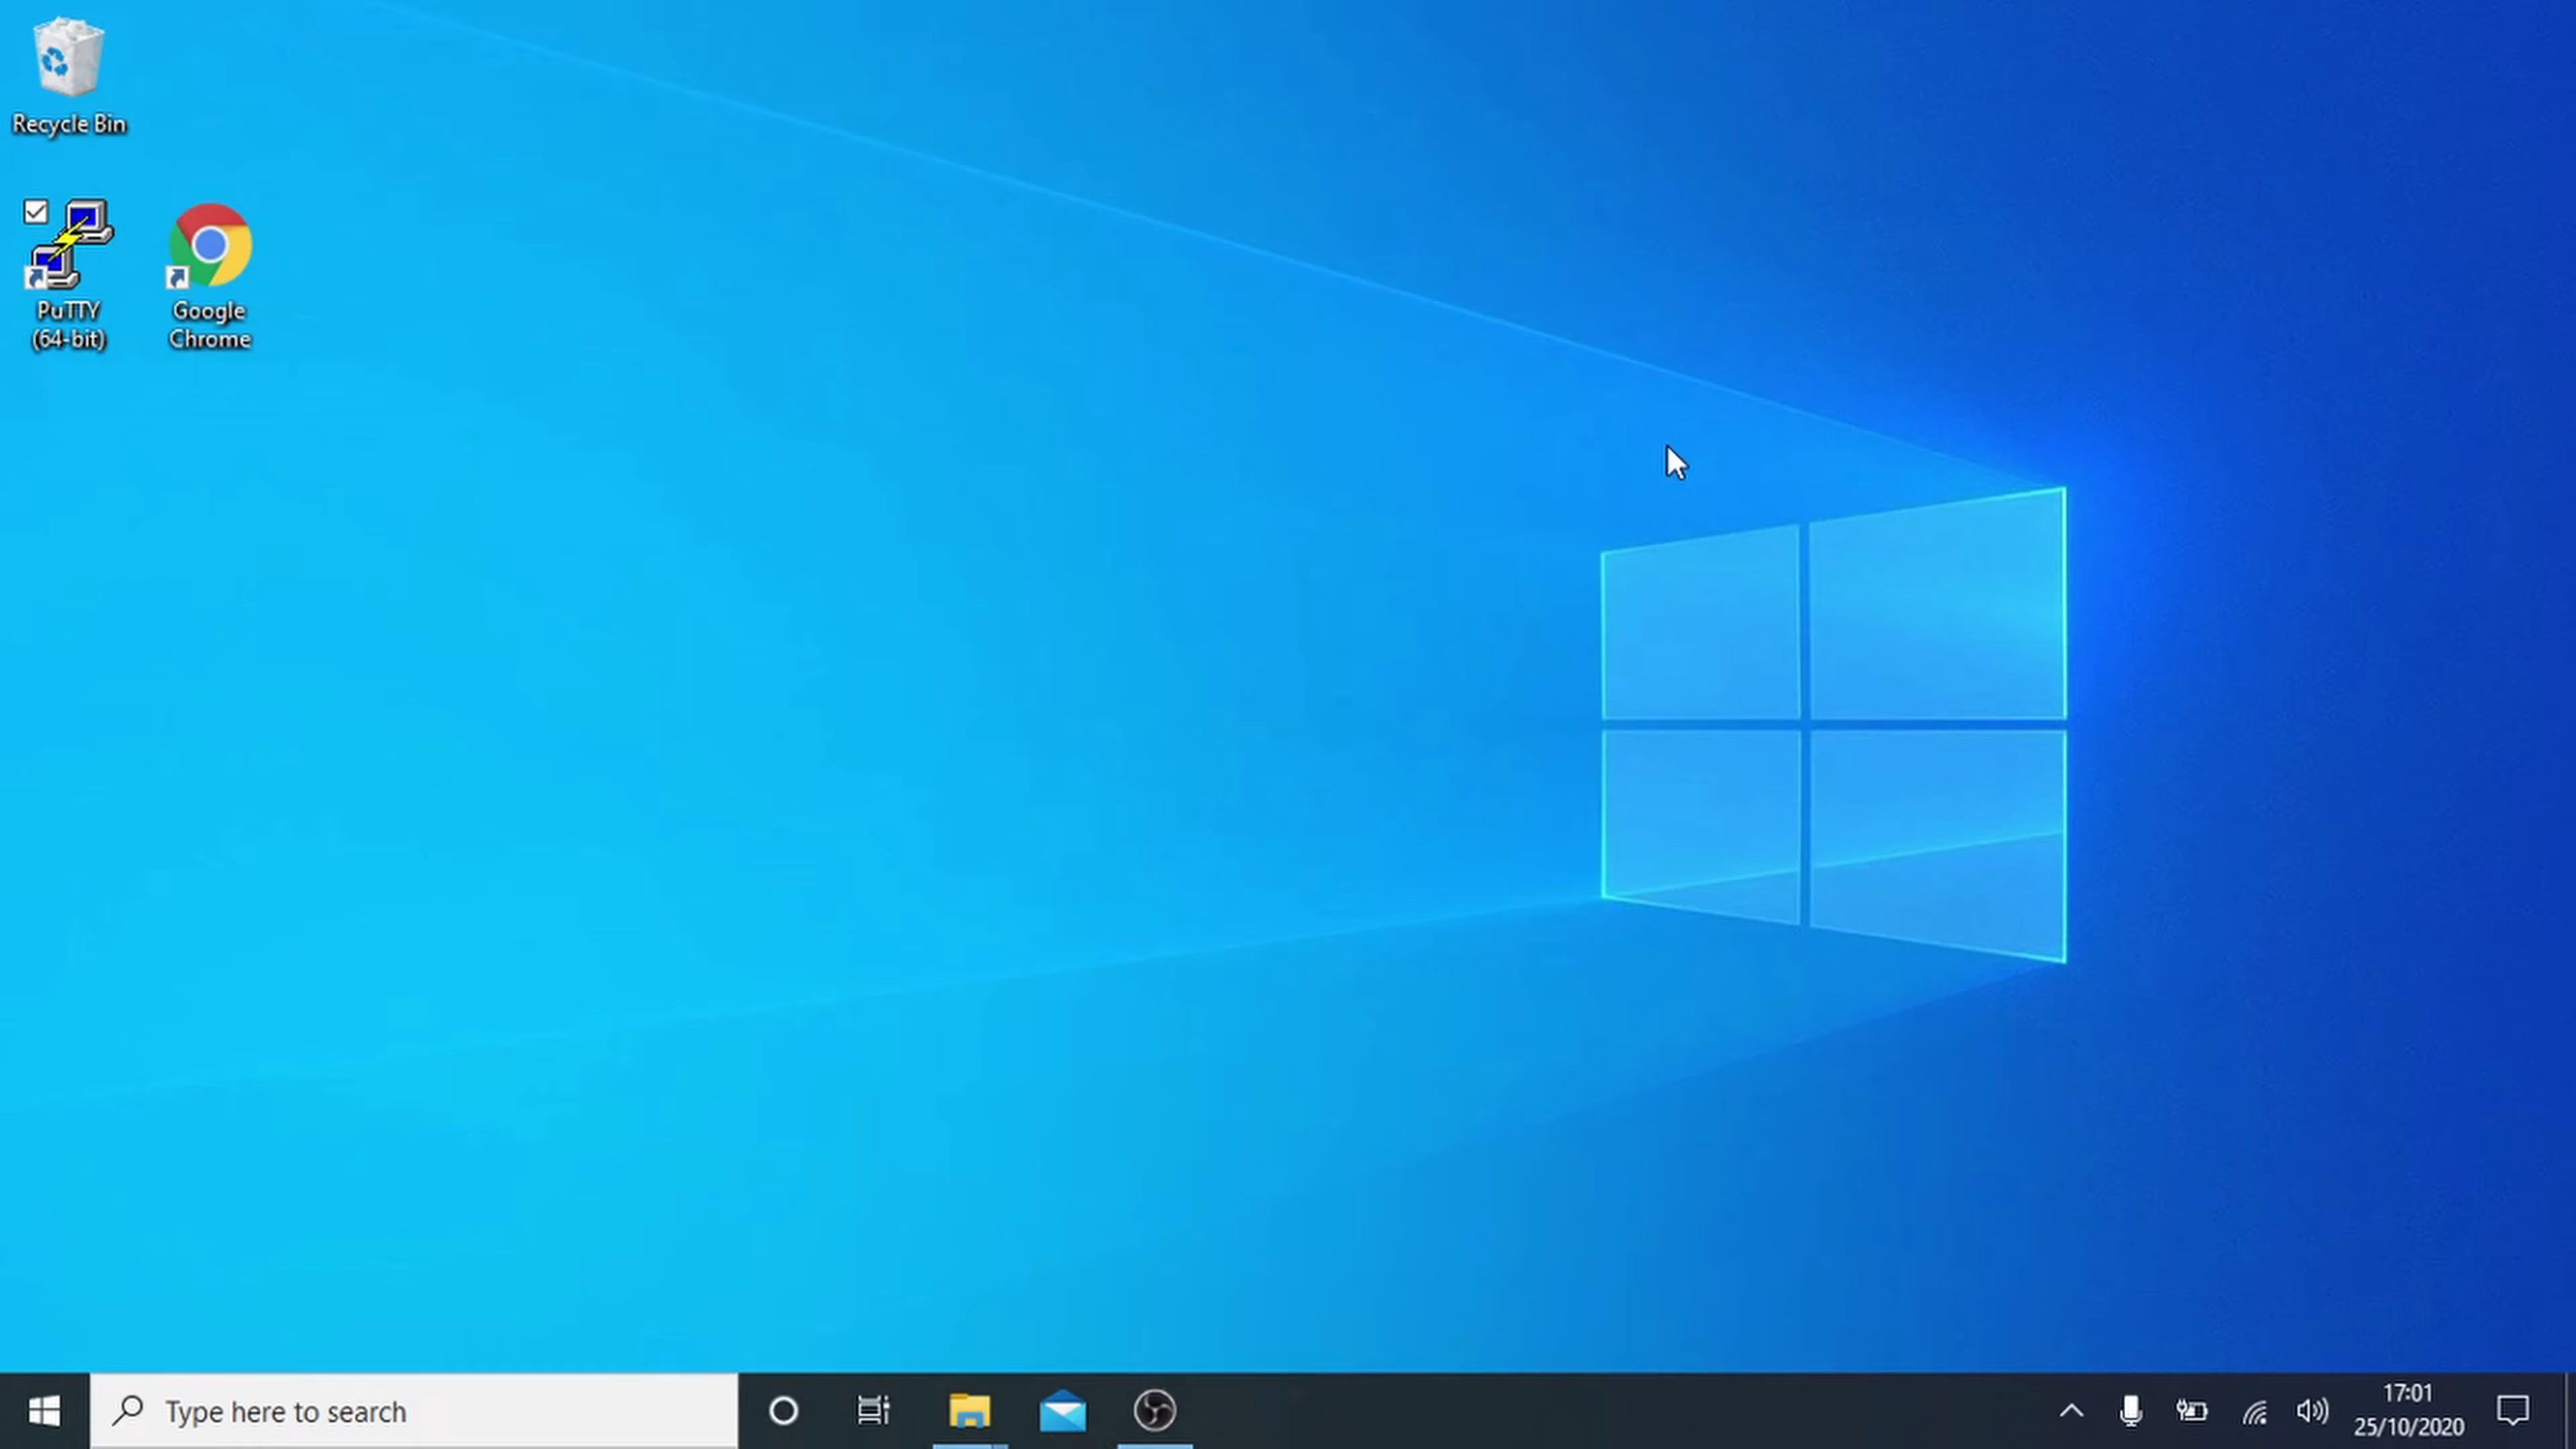 Recycle Bin
PuTTY
(64-bit)
Google
Chrome
Type here to search
17:01
25/10/2020